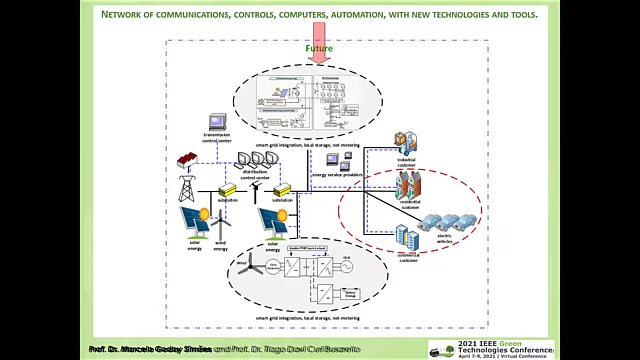 NETWORK OF COMMUNICATIONS, CONTROLS, COMPUTERS, AUTOMATION, WITH NEW TECHNOLOGIES AND TOOLS.
Future
smart-grid integration, local storage, net-metering
transmission
control center
distribution
control center
energy service providers
industrial
customer
substation
substation
residential
customer
solar
energy
wind
energy
solar
energy
electric
vehicles
commercial
customer
Wind
Grid
smart-grid integration, local storage, net-metering
Prof. Dr. Marcelo Godoy Simões and Prof. Dr. Tiago Davi Curi Busarello
2021 IEEE Green
Technologies Conference
April 7-9, 2021 | Virtual Conference